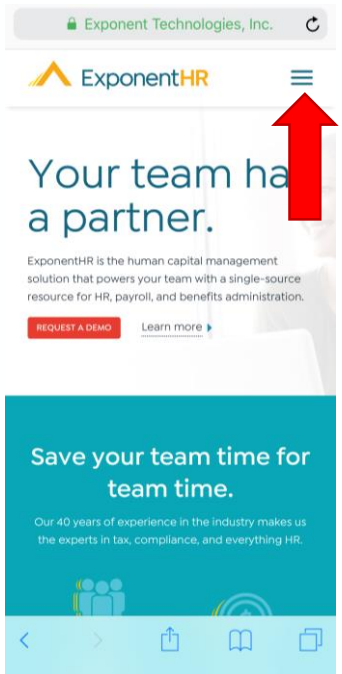 Exponent Technologies, Inc.
ExponentHR
Your team ha
a partner.
ExponentHR is the human capital management
solution that powers your team with a single-source
resource for HR, payroll, and benefits administration.
REQUEST A DEMO Learn more
Save your team time for
team time.
Our 40 years of experience in the industry makes us
the experts in tax, compliance, and everything HR.